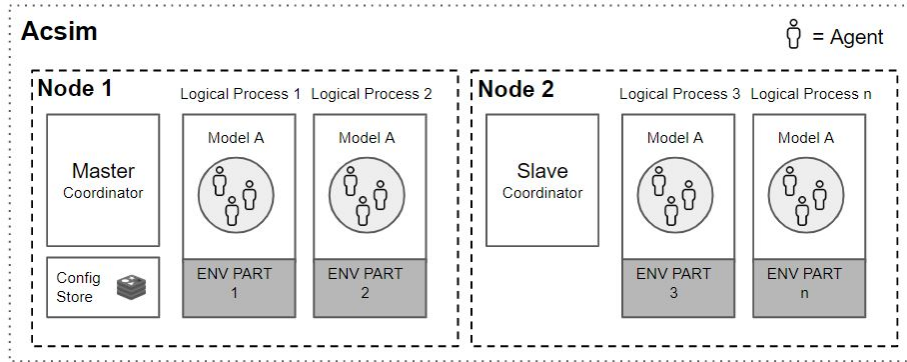 Acsim
= Agent
Node 1
Logical Process 1
Logical Process 2
Master
Coordinator
Model A
Model A
Config
Store
ENV PART
1
ENV PART
2
Node 2
Logical Process 3
Logical Process n
Slave
Coordinator
Model A
Model A
ENV PART
3
ENV PART
n